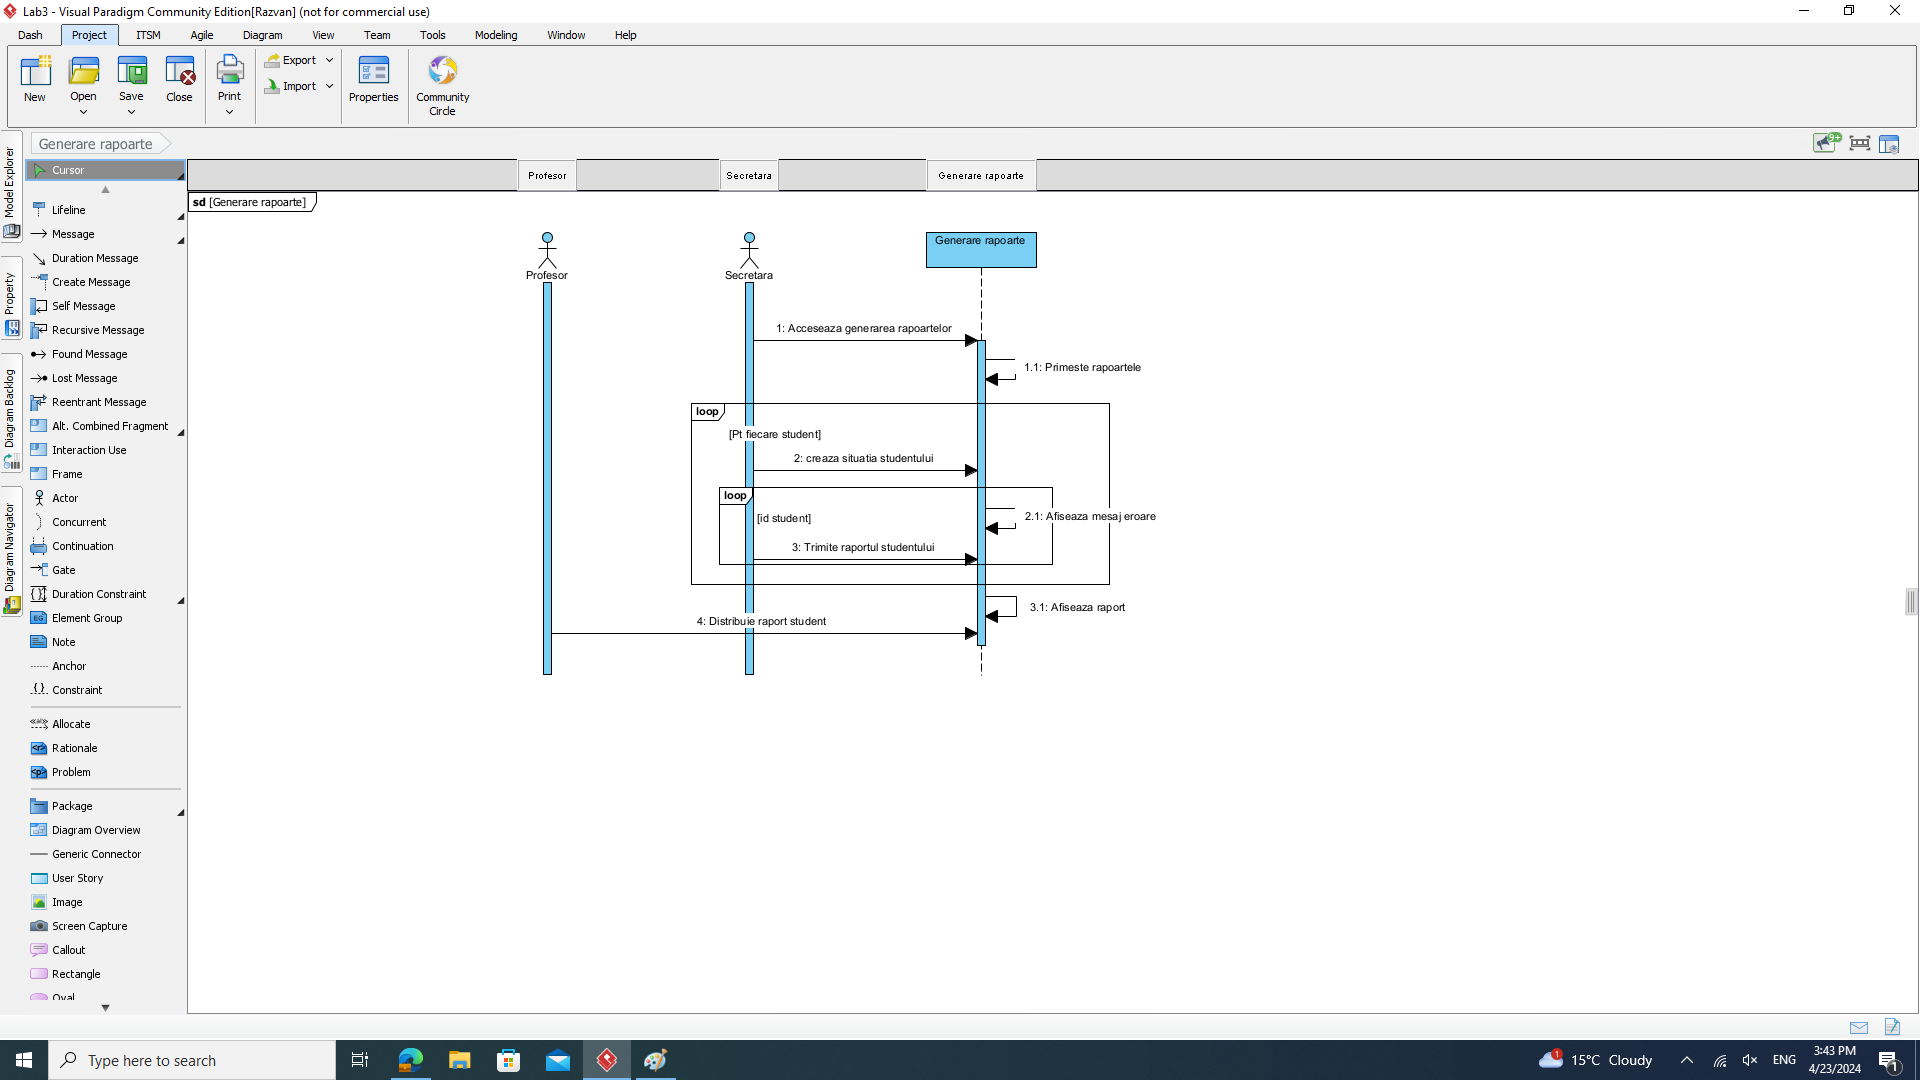 Lab3 - Visual Paradigm Community Edition[Razvan] (not for commercial use)
Dash Project ITSM Agile Diagram View Team Tools Modeling Window Help
New Open Save Close Print Export Import Properties Community Circle
Generare rapoarte
Model Explorer
Property
Diagram Backlog
Diagram Navigator
Cursor
Lifeline
Message
Duration Message
Create Message
Self Message
Recursive Message
Found Message
Lost Message
Reentrant Message
Alt. Combined Fragment
Interaction Use
Frame
Actor
Concurrent
Continuation
Gate
Duration Constraint
Element Group
Note
Anchor
Constraint
Allocate
Rationale
Problem
Package
Diagram Overview
Generic Connector
User Story
Image
Screen Capture
Callout
Rectangle
Oval
Profesor Secretara Generare rapoarte
sd [Generare rapoarte]
Generare rapoarte
Profesor Secretara
1: Acceseaza generarea rapoartelor
1.1: Primeste rapoartele
loop
[Pt fiecare student]
2: creaza situatia studentului
loop
[id student]
2.1: Afiseaza mesaj eroare
3: Trimite raportul studentului
3.1: Afiseaza raport
4: Distribuie raport student
9+
Type here to search
1
15°C Cloudy
ENG
3:43 PM
4/23/2024
1